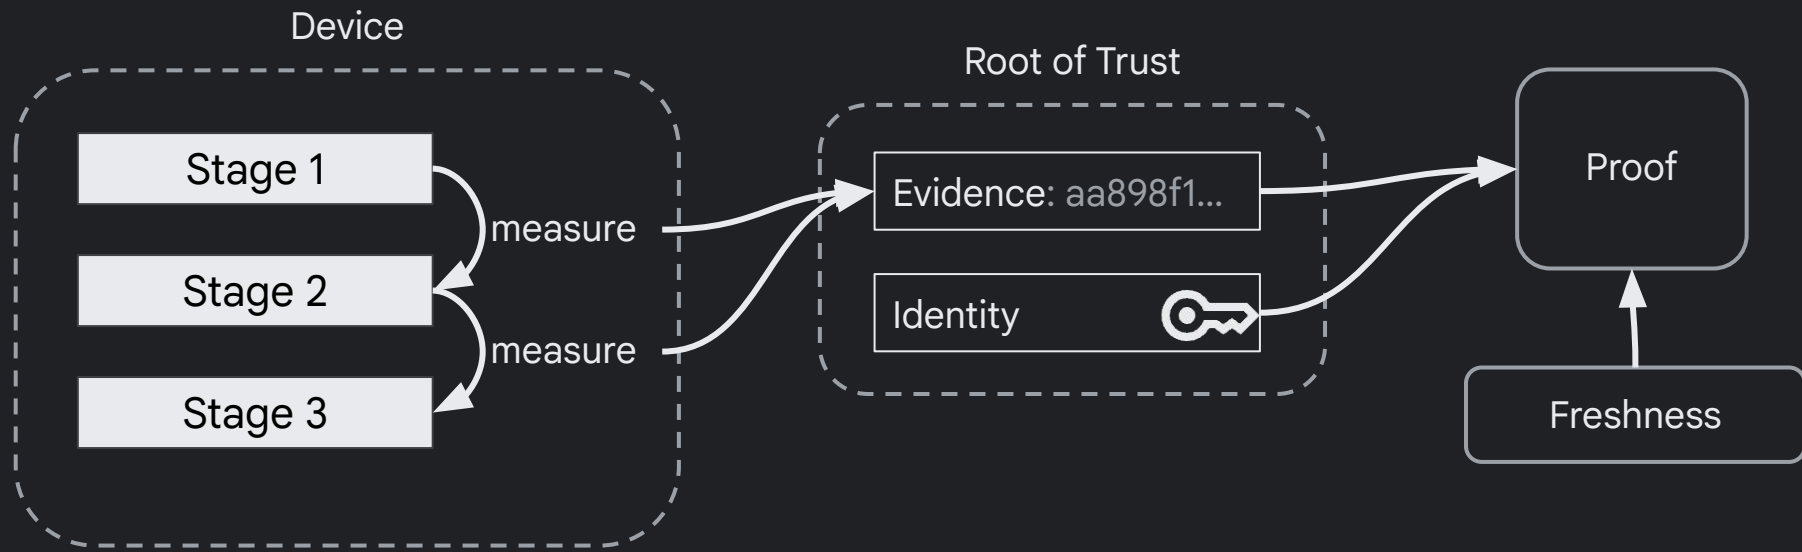 Device
Stage 1
measure
Stage 2
measure
Stage 3
Root of Trust
Evidence: aa898f1...
Identity
Proof
Freshness